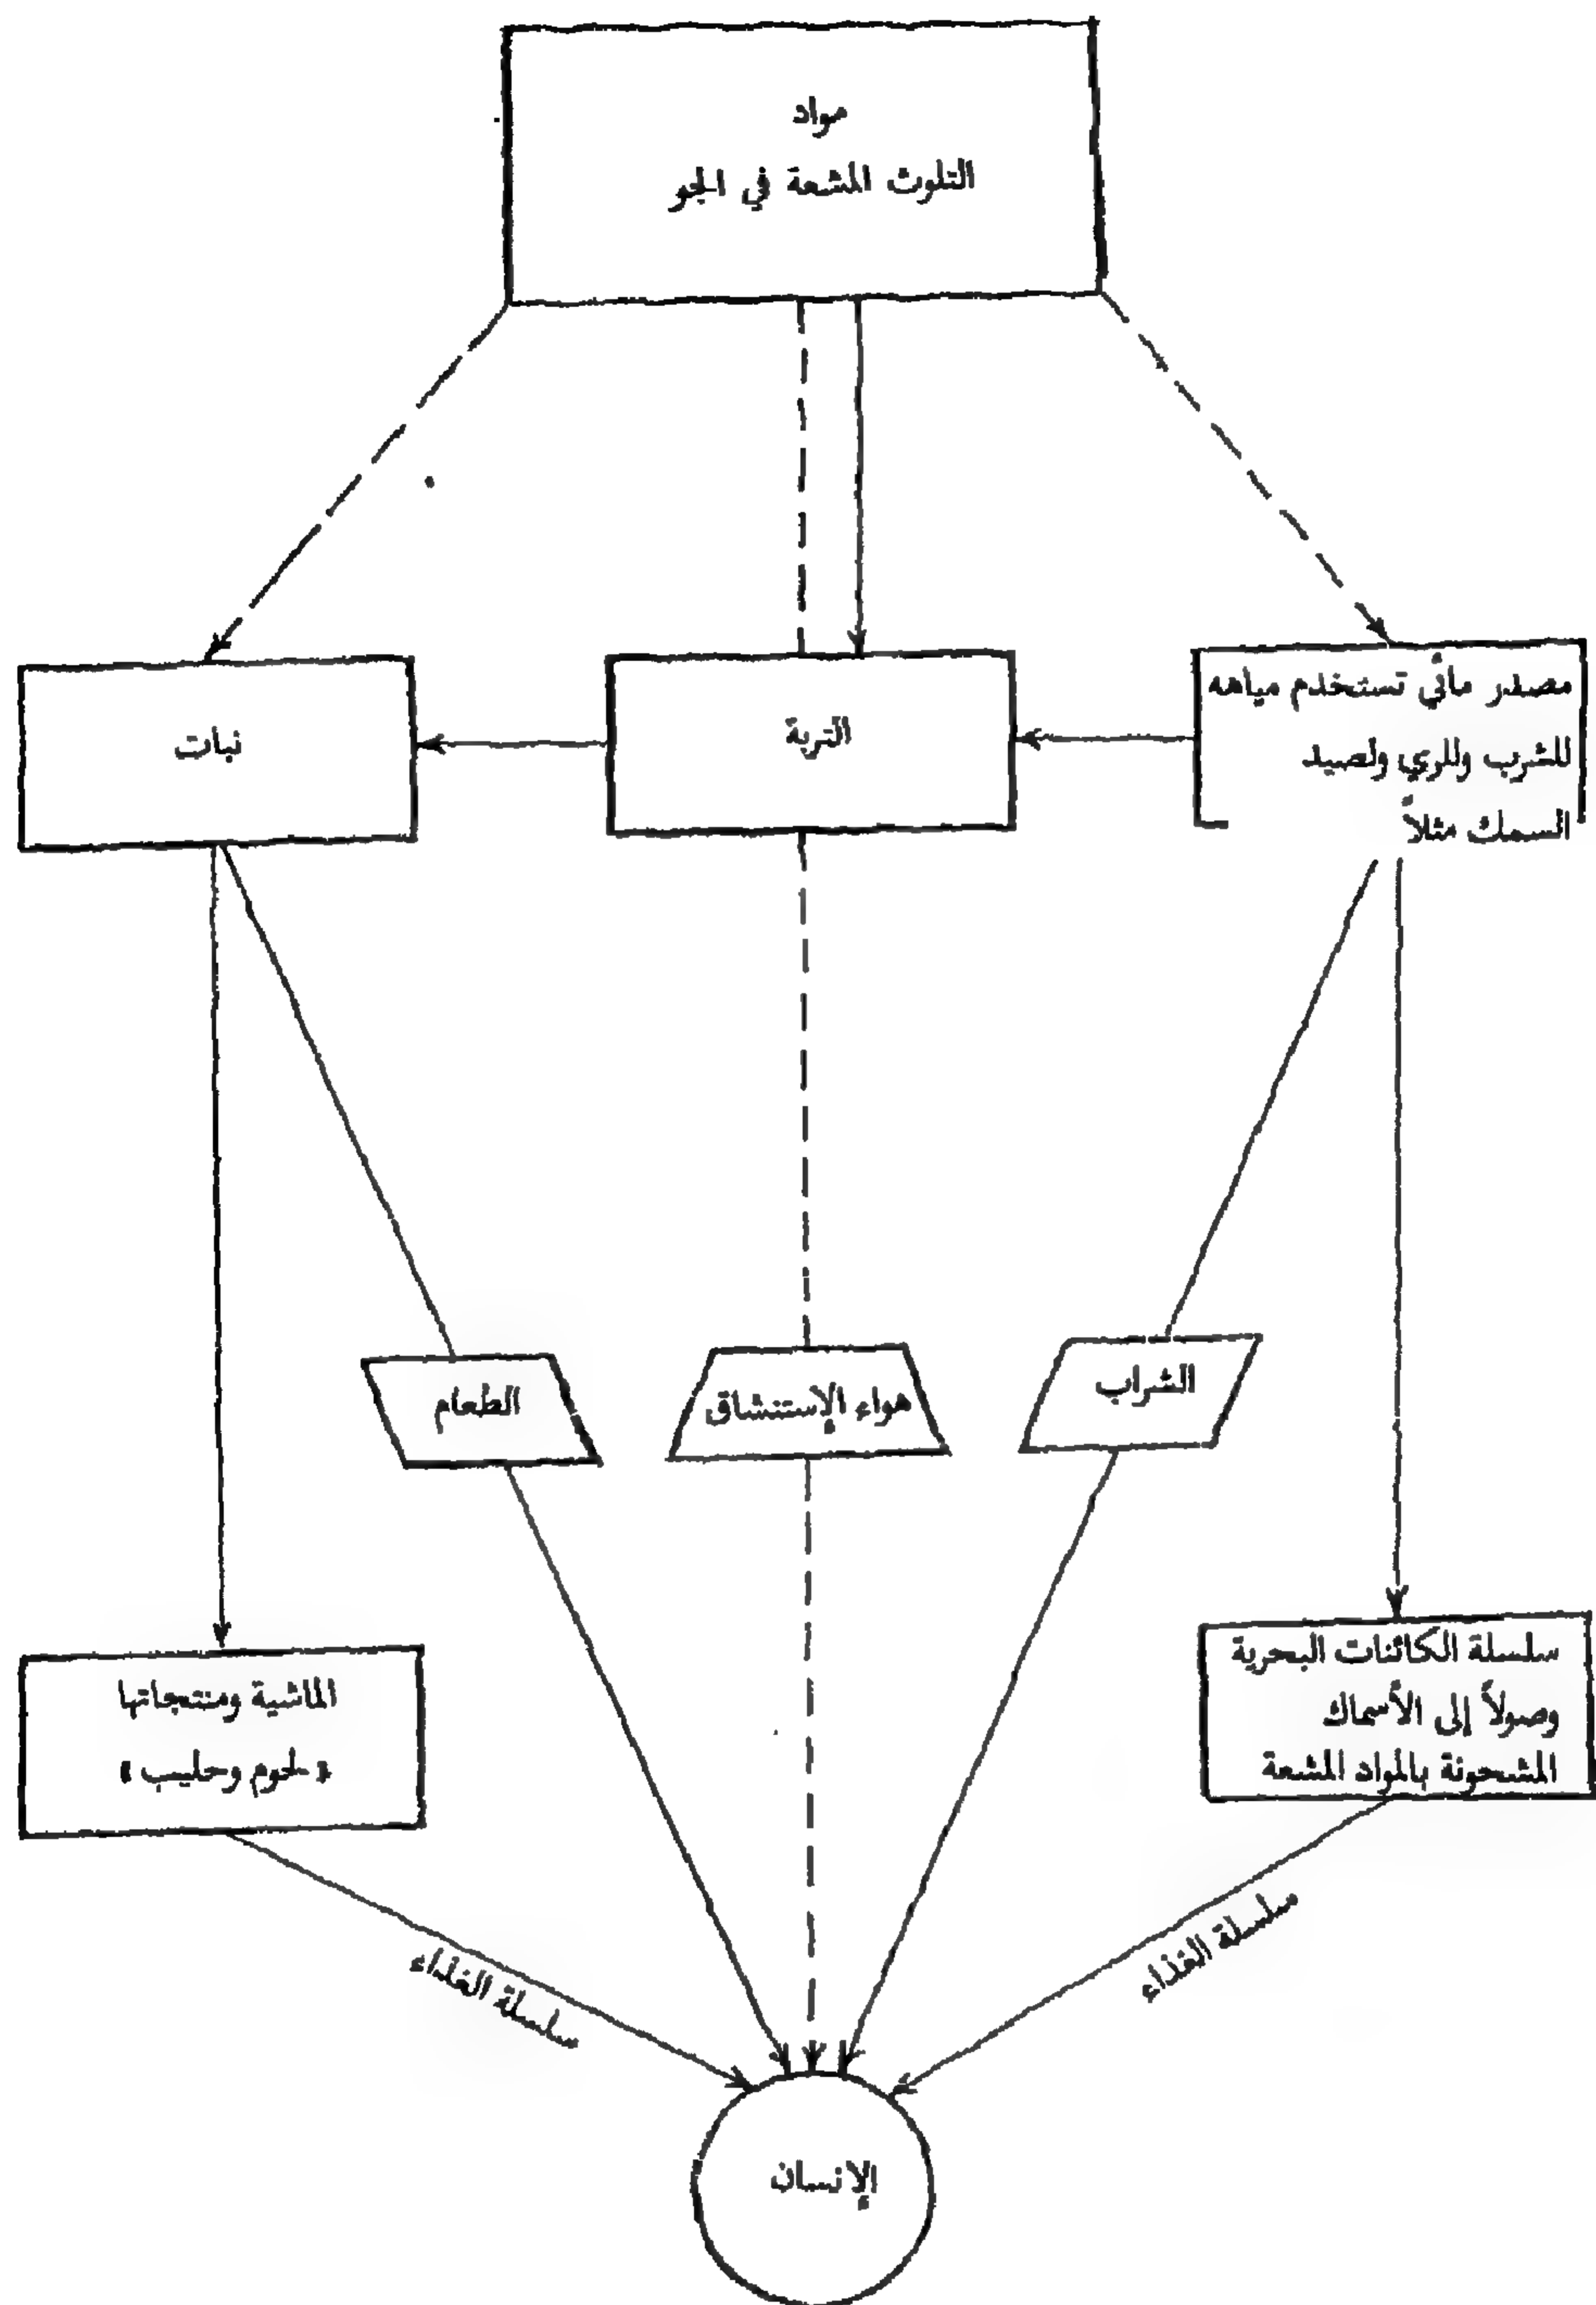 مواد
التلوث المشعة في الجو
مصدر مائي تستخدم مياهه
للشرب وللري ولصيد
السمك مثلاً
التربة
نبات
الشراب
هواء الإستنشاق
الطعام
سلسلة الكائنات البحرية
وصولاً إلى الأسماك
المشحونة بالمواد المشعة
الماشية ومنتجاتها
« لحوم وحليب »
سلسلة الغذاء
سلسلة الغذاء
الإنسان